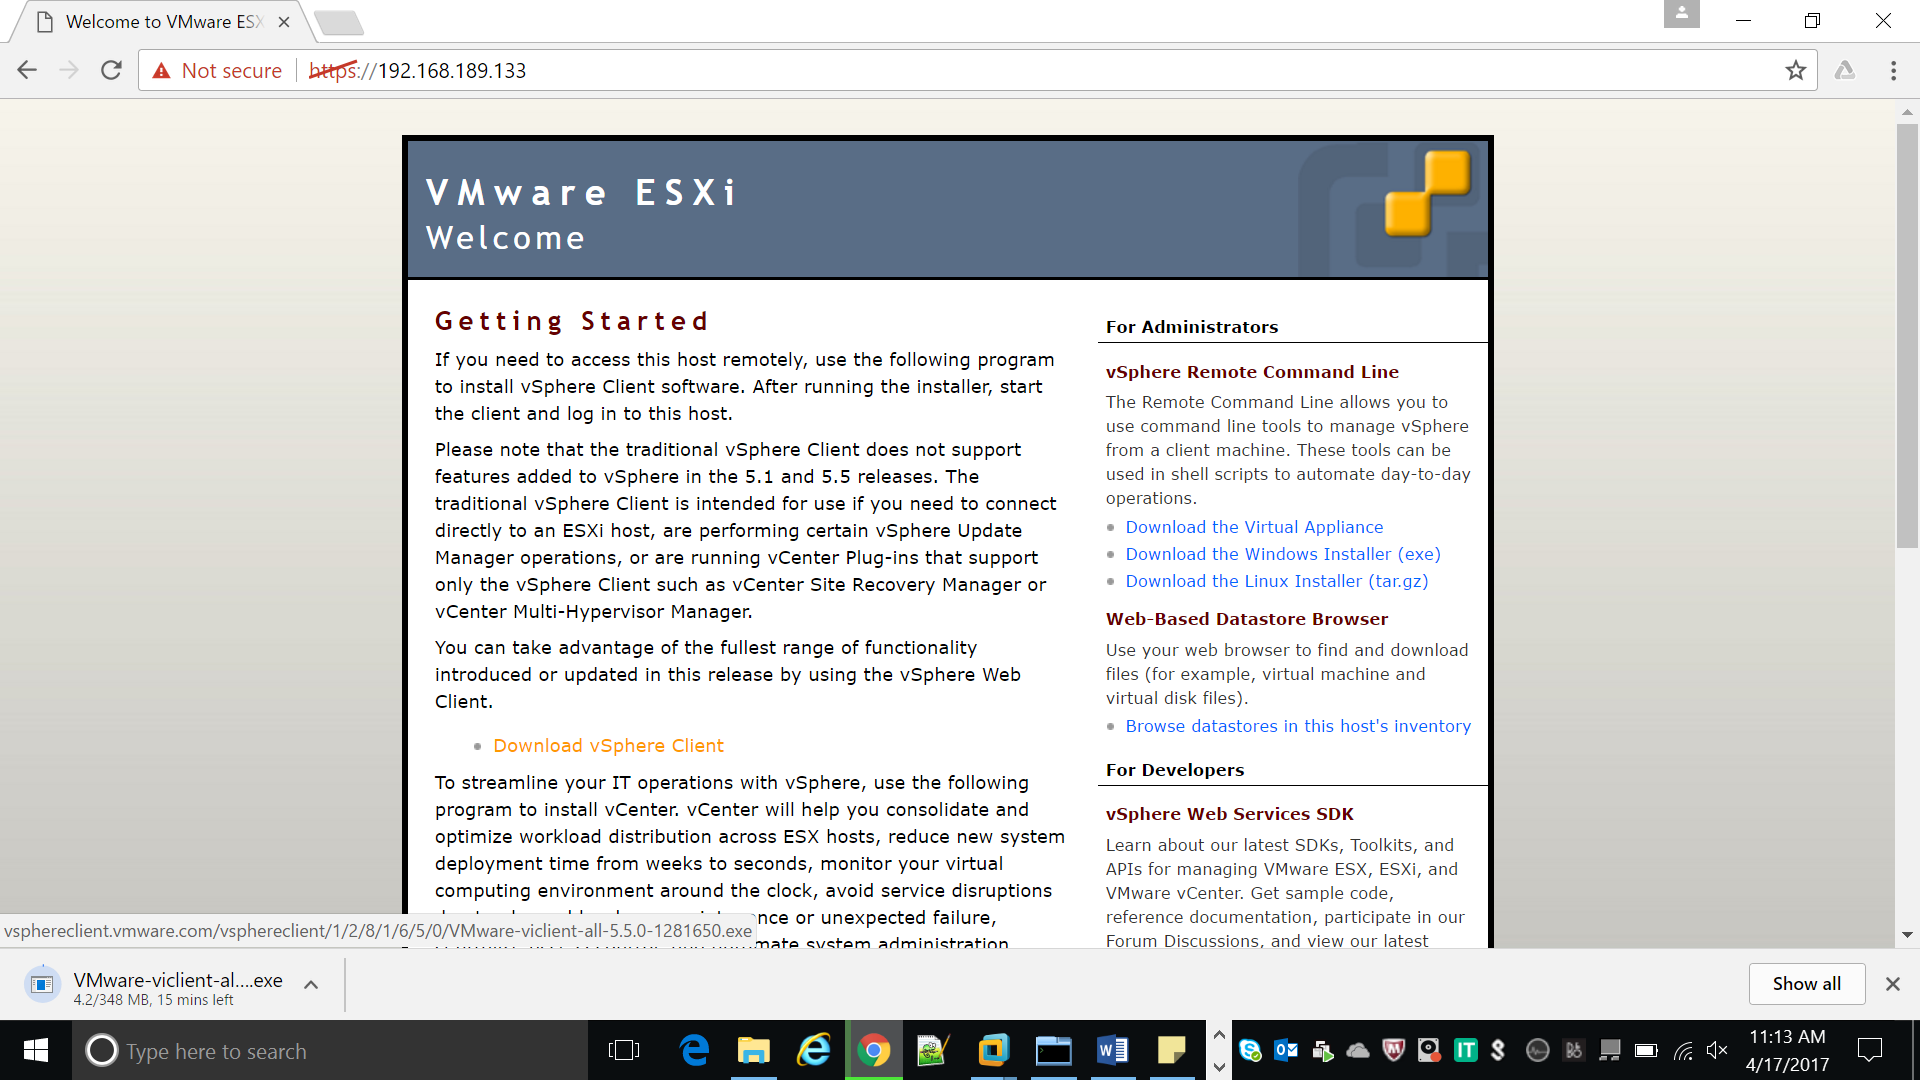 Welcome to VMware ESX
Not secure
https://192.168.189.133
VMware ESXi
Welcome
Getting Started
If you need to access this host remotely, use the following program
to install vSphere Client software. After running the installer, start
the client and log in to this host.
Please note that the traditional vSphere Client does not support
features added to vSphere in the 5.1 and 5.5 releases. The
traditional vSphere Client is intended for use if you need to connect
directly to an ESXi host, are performing certain vSphere Update
Manager operations, or are running vCenter Plug-ins that support
only the vSphere Client such as vCenter Site Recovery Manager or
vCenter Multi-Hypervisor Manager.
You can take advantage of the fullest range of functionality
introduced or updated in this release by using the vSphere Web
Client.
Download vSphere Client
To streamline your IT operations with vSphere, use the following
program to install vCenter. vCenter will help you consolidate and
optimize workload distribution across ESX hosts, reduce new system
deployment time from weeks to seconds, monitor your virtual
computing environment around the clock, avoid service disruptions
or unexpected failure,
system administration
For Administrators
vSphere Remote Command Line
The Remote Command Line allows you to
use command line tools to manage vSphere
from a client machine. These tools can be
used in shell scripts to automate day-to-day
operations.
Download the Virtual Appliance
Download the Windows Installer (exe)
Download the Linux Installer (tar.gz)
Web-Based Datastore Browser
Use your web browser to find and download
files (for example, virtual machine and
virtual disk files).
Browse datastores in this host's inventory
For Developers
vSphere Web Services SDK
Learn about our latest SDKs, Toolkits, and
APIs for managing VMware ESX, ESXi, and
VMware vCenter. Get sample code,
reference documentation, participate in our
Forum Discussions, and view our latest
vsphereclient.vmware.com/vsphereclient/1/2/8/1/6/5/0/VMware-viclient-all-5.5.0-1281650.exe
VMware-viclient-al....exe
4.2/348 MB, 15 mins left
Show all
Type here to search
11:13 AM
4/17/2017